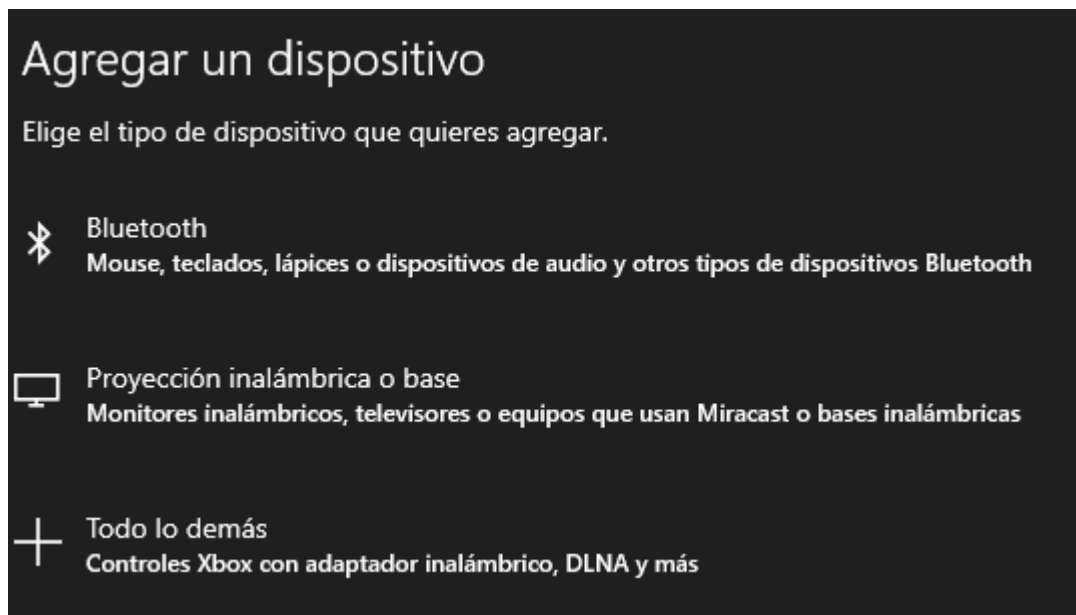 Agregar un dispositivo
Elige el tipo de dispositivo que quieres agregar.
Bluetooth
Mouse, teclados, lápices o dispositivos de audio y otros tipos de dispositivos Bluetooth
Proyección inalámbrica o base
Monitores inalámbricos, televisores o equipos que usan Miracast o bases inalámbricas
Todo lo demás
Controles Xbox con adaptador inalámbrico, DLNA y más